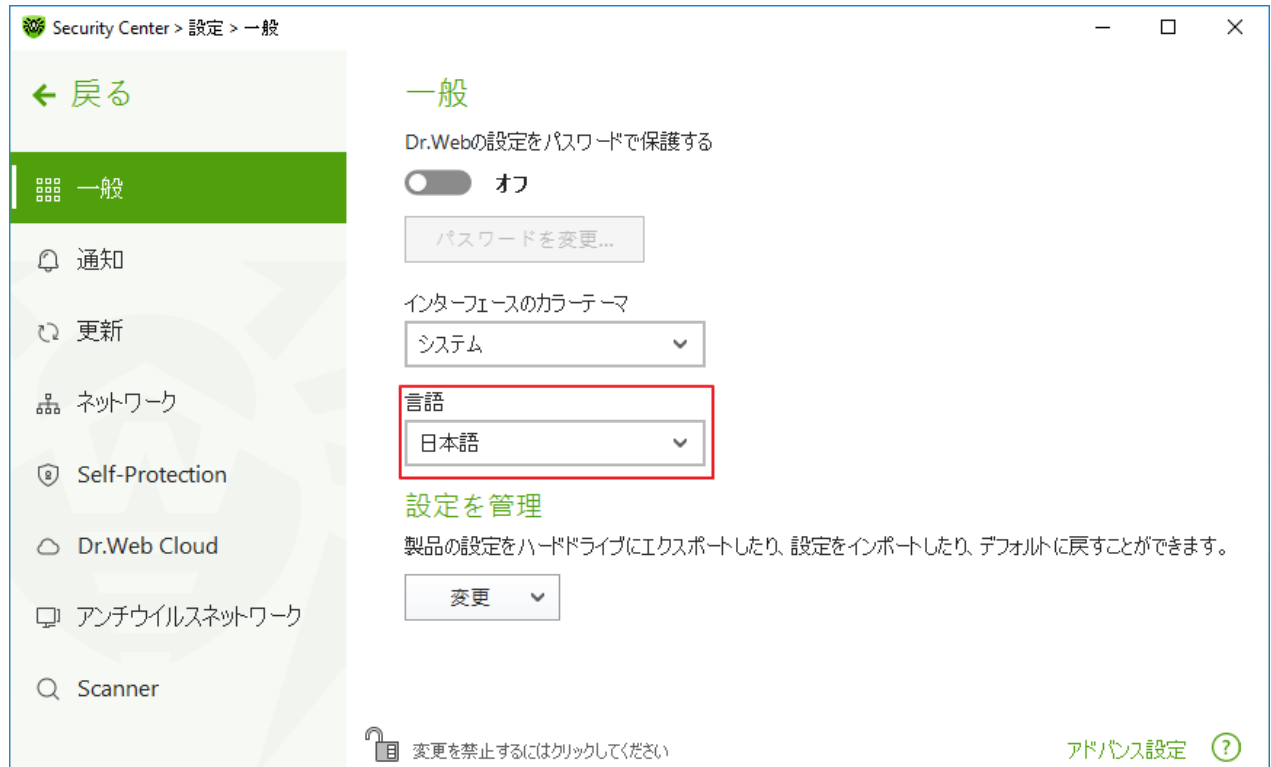 Security Center > 設定 > 一般
戻る
一般
通知
更新
ネットワーク
Self-Protection
Dr.Web Cloud
アンチウイルスネットワーク
Scanner
一般
Dr.Webの設定をパスワードで保護する
オフ
パスワードを変更...
インターフェースのカラーテーマ
システム
言語
日本語
設定を管理
製品の設定をハードドライブにエクスポートしたり、設定をインポートしたり、デフォルトに戻すことができます。
変更
変更を禁止するにはクリックしてください
アドバンス設定
?